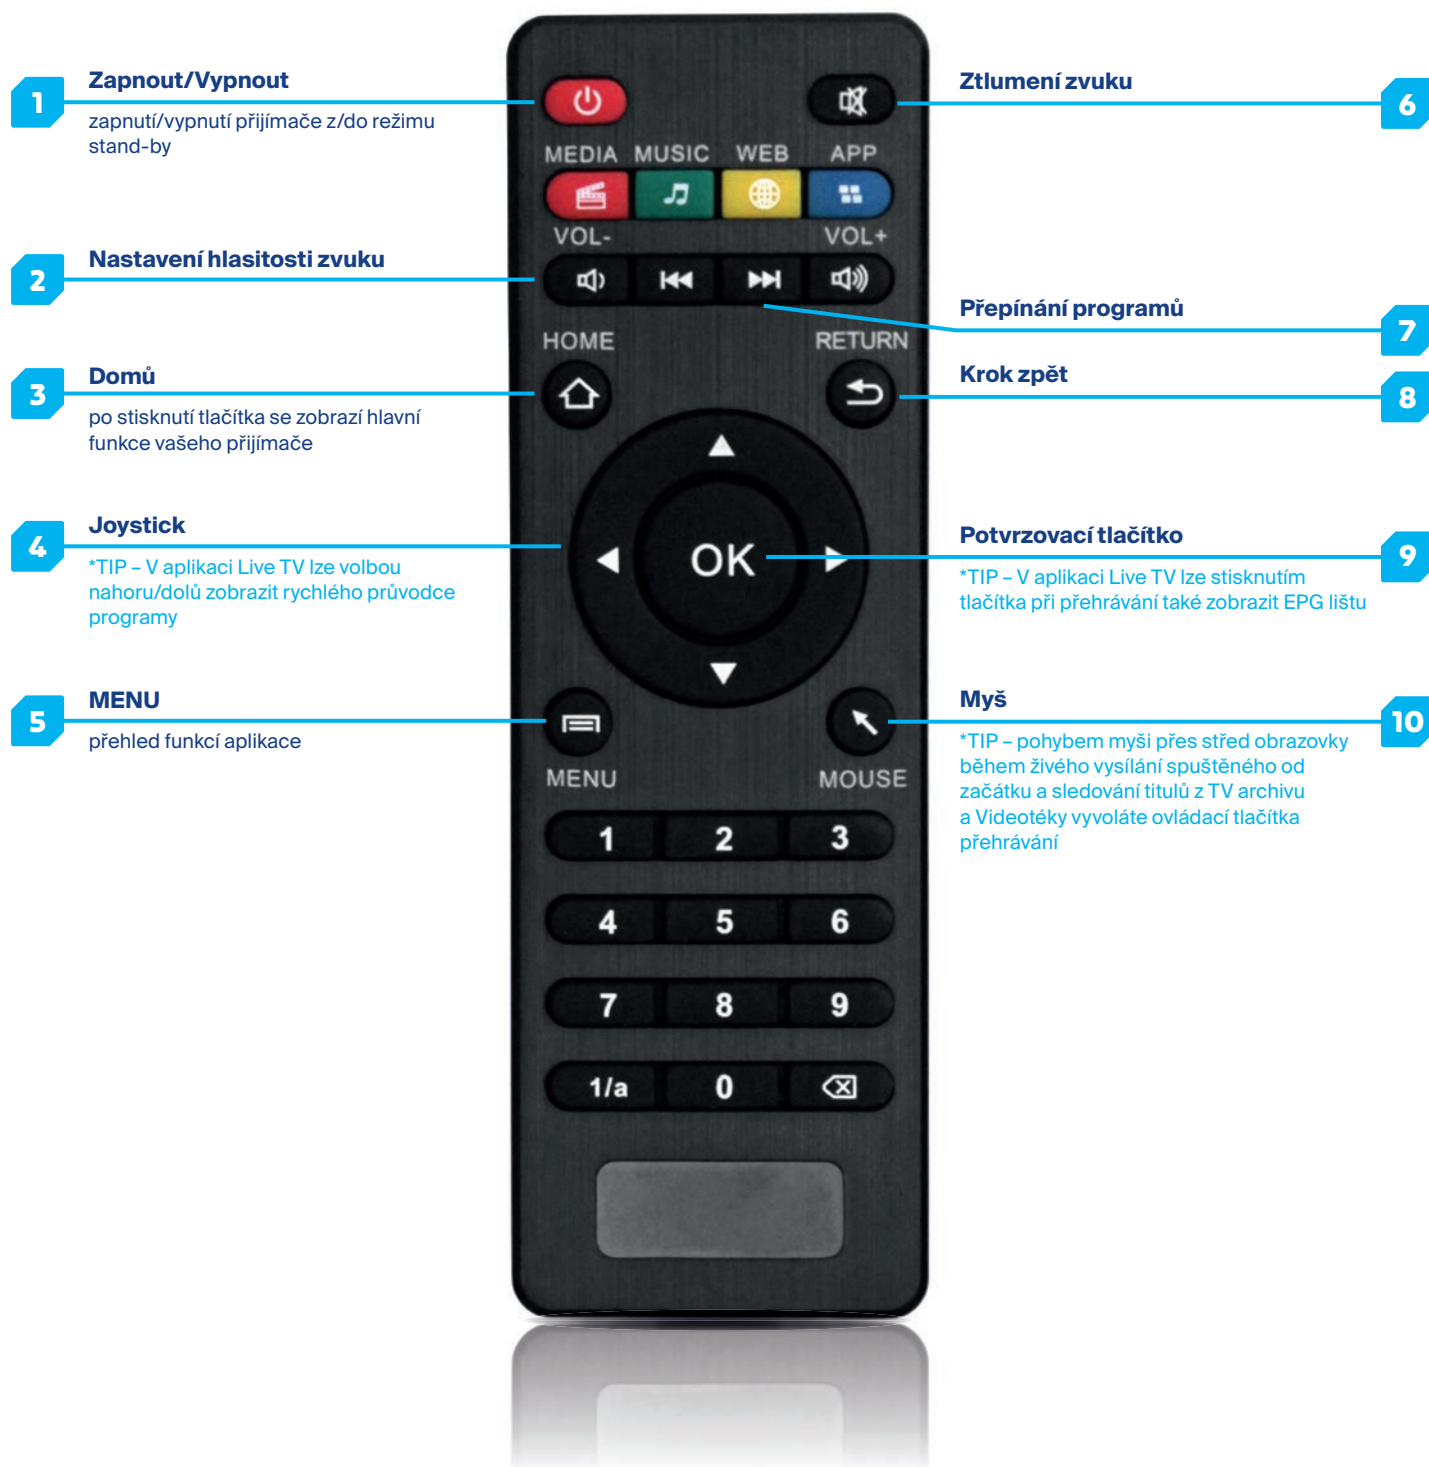 1
Zapnout/Vypnout
zapnutí/vypnutí přijímače z/do režimu
stand-by
2
Nastavení hlasitosti zvuku
3
Domů
po stisknutí tlačítka se zobrazí hlavní
funkce vašeho přijímače
4
Joystick
*TIP – V aplikaci Live TV lze volbou
nahoru/dolů zobrazit rychlého průvodce
programy
5
MENU
přehled funkcí aplikace
MEDIA MUSIC WEB APP
VOL- VOL+
HOME RETURN
OK
MENU MOUSE
1 2 3
4 5 6
7 8 9
1/a 0
Ztlumení zvuku
6
Přepínání programů
7
Krok zpět
8
Potvrzovací tlačítko
9
*TIP – V aplikaci Live TV lze stisknutím
tlačítka při přehrávání také zobrazit EPG lištu
Myš
10
*TIP – pohybem myši přes střed obrazovky
během živého vysílání spuštěného od
začátku a sledování titulů z TV archivu
a Videotéky vyvoláte ovládací tlačítka
přehrávání